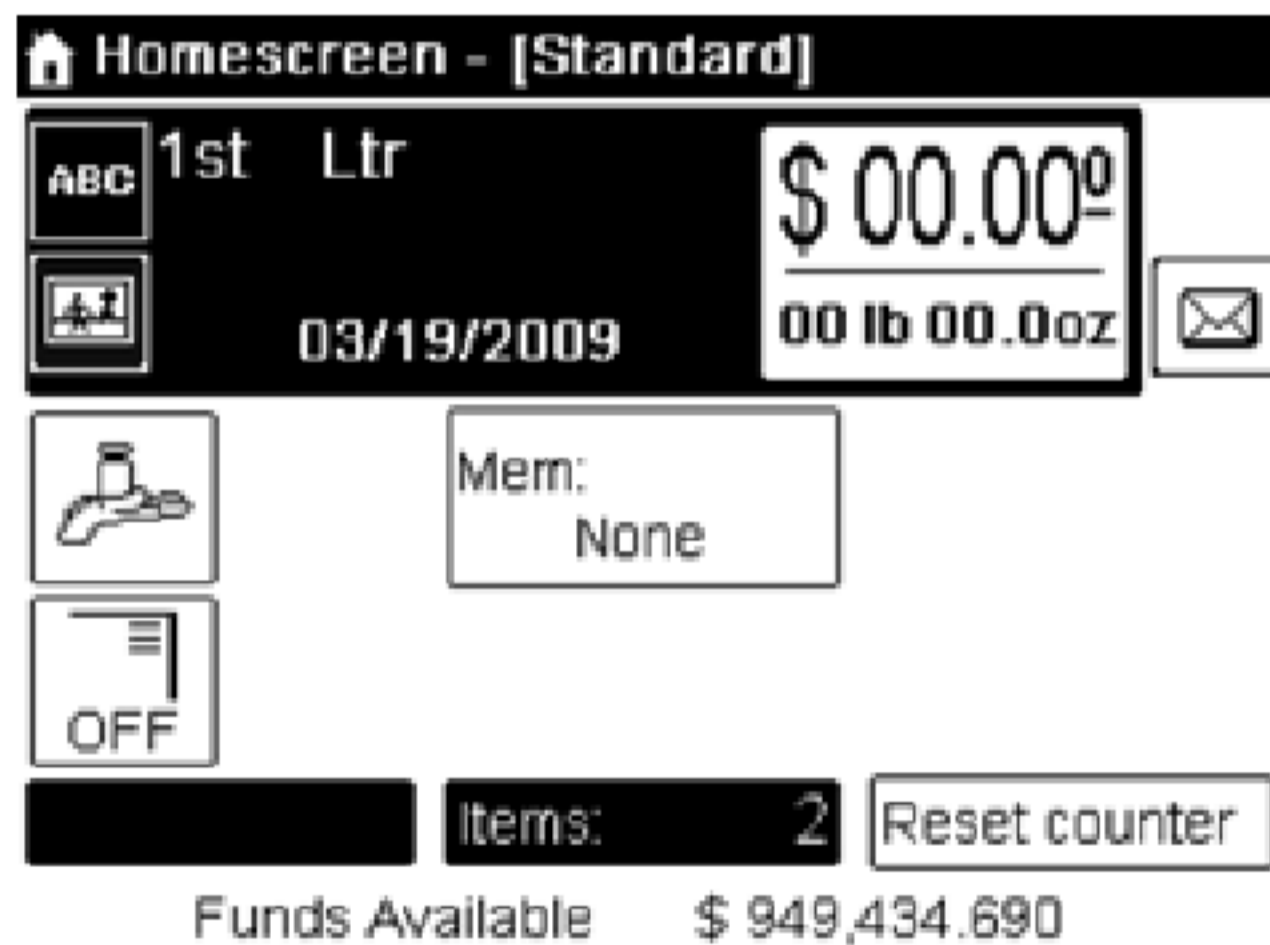 Homescreen - [Standard]
ABC 1st Ltr
$ 00.000
03/19/2009
00 lb 00.0oz
Mem:
None
OFF
Items: 2
Reset counter
Funds Available $ 949,434.690